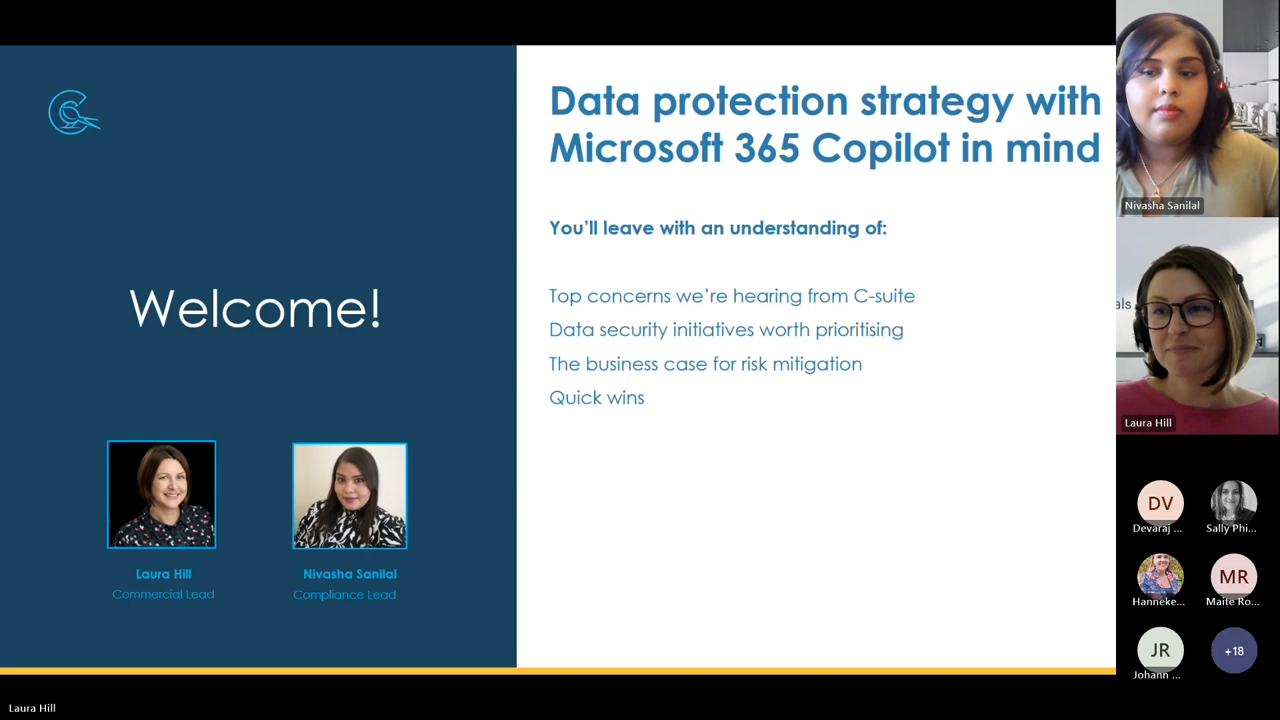 Welcome!
Laura Hill
Commercial Lead
Nivasha Sanilal
Compliance Lead
Data protection strategy with
Microsoft 365 Copilot in mind
You'll leave with an understanding of:
Top concerns we're hearing from C-suite
Data security initiatives worth prioritising
The business case for risk mitigation
Quick wins
Nivasha Sanilal
als
Laura Hill
DV
Devaraj ...
Sally Phi...
Hanneke...
MR
Maite Ro...
JR
Johann ...
+18
Laura Hill